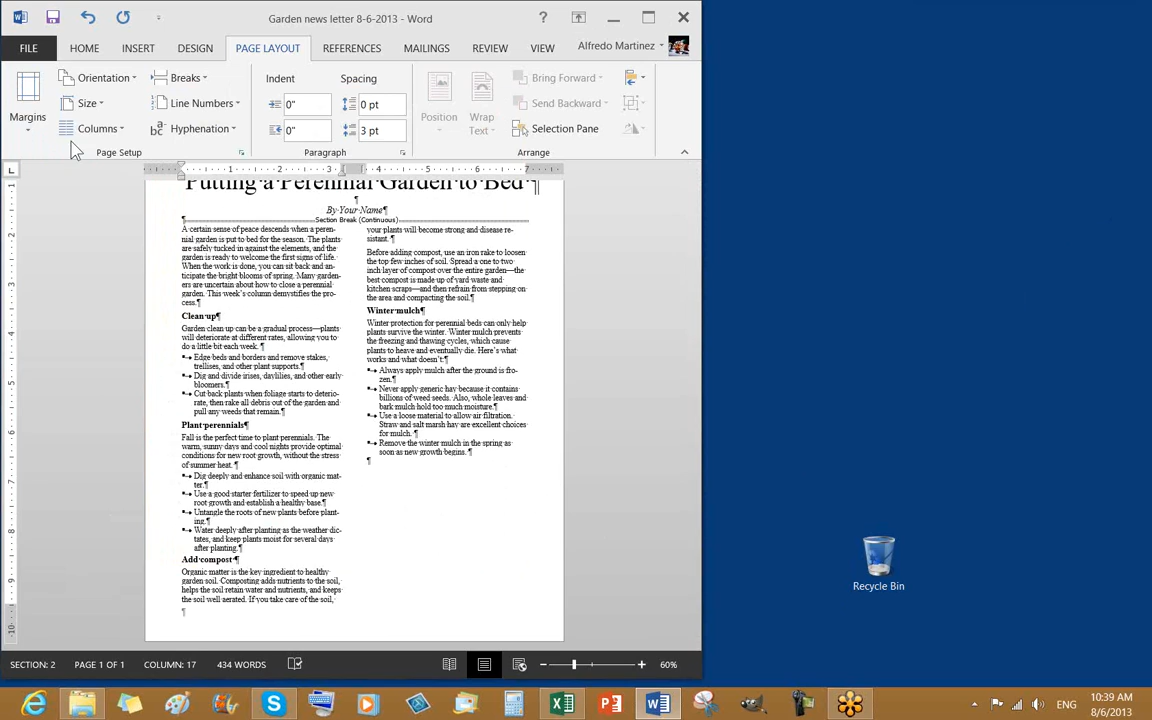 Garden news letter 8-6-2013 - Word
?
FILE
HOME
INSERT
DESIGN
PAGE LAYOUT
REFERENCES
MAILINGS
REVIEW
VIEW
Alfredo Martinez
Margins
Orientation
Size
Columns
Breaks
Line Numbers
Hyphenation
Page Setup
Indent
Spacing
0"
0"
0 pt
3 pt
Paragraph
Position
Wrap
Text
Bring Forward
Send Backward
Selection Pane
Arrange
Putting a Perennial Garden to Bed
By Your Name¶
Section Break (Continuous)
A certain sense of peace descends when a peren-
nial garden is put to bed for the season. The plants
are safely tucked in against the elements, and the
garden is ready to welcome the first signs of life.
When the work is done, you can sit back and an-
ticipate the bright blooms of spring. Many garden-
ers are uncertain about how to close a perennial
garden. This week's column demystifies the pro-
cess.¶
Clean up¶
Garden clean up can be a gradual process—plants
will deteriorate at different rates, allowing you to
do a little bit each week. ¶
Edge beds and borders and remove stakes,
trellises, and other plant supports.¶
Dig and divide irises, daylilies, and other early
bloomers.¶
Cut back plants when foliage starts to deterio-
rate, then rake all debris out of the garden and
pull any weeds that remain.¶
Plant perennials¶
Fall is the perfect time to plant perennials. The
warm, sunny days and cool nights provide optimal
conditions for new root growth, without the stress
of summer heat. ¶
Dig deeply and enhance soil with organic mat-
ter.¶
Use a good starter fertilizer to speed up new
root growth and establish a healthy base.¶
Untangle the roots of new plants before plant-
ing.¶
Water deeply after planting as the weather dic-
tates, and keep plants moist for several days
after planting.¶
Add compost ¶
Organic matter is the key ingredient to healthy
garden soil. Composting adds nutrients to the soil,
helps the soil retain water and nutrients, and keeps
the soil well aerated. If you take care of the soil,
¶
your plants will become strong and disease re-
sistant. ¶
Before adding compost, use an iron rake to loosen
the top few inches of soil. Spread a one to two
inch layer of compost over the entire garden—the
best compost is made up of yard waste and
kitchen scraps—and then refrain from stepping on
the area and compacting the soil.¶
Winter mulch¶
Winter protection for perennial beds can only help
plants survive the winter. Winter mulch prevents
the freezing and thawing cycles, which cause
plants to heave and eventually die. Here's what
works and what doesn't:¶
Always apply mulch after the ground is fro-
zen.¶
Never apply generic hay because it contains
billions of weed seeds. Also, whole leaves and
bark mulch hold too much moisture.¶
Use a loose material to allow air filtration.
Straw and salt marsh hay are excellent choices
for mulch. ¶
Remove the winter mulch in the spring as
soon as new growth begins. ¶
¶
SECTION: 2
PAGE 1 OF 1
COLUMN: 17
434 WORDS
60%
Recycle Bin
ENG
10:39 AM
8/6/2013